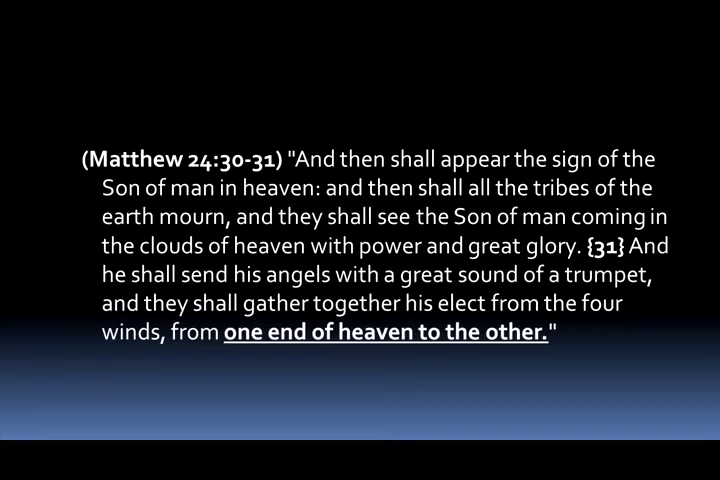 (Matthew 24:30-31) "And then shall appear the sign of the
Son of man in heaven: and then shall all the tribes of the
earth mourn, and they shall see the Son of man coming in
the clouds of heaven with power and great glory. {31} And
he shall send his angels with a great sound of a trumpet,
and they shall gather together his elect from the four
winds, from one end of heaven to the other."